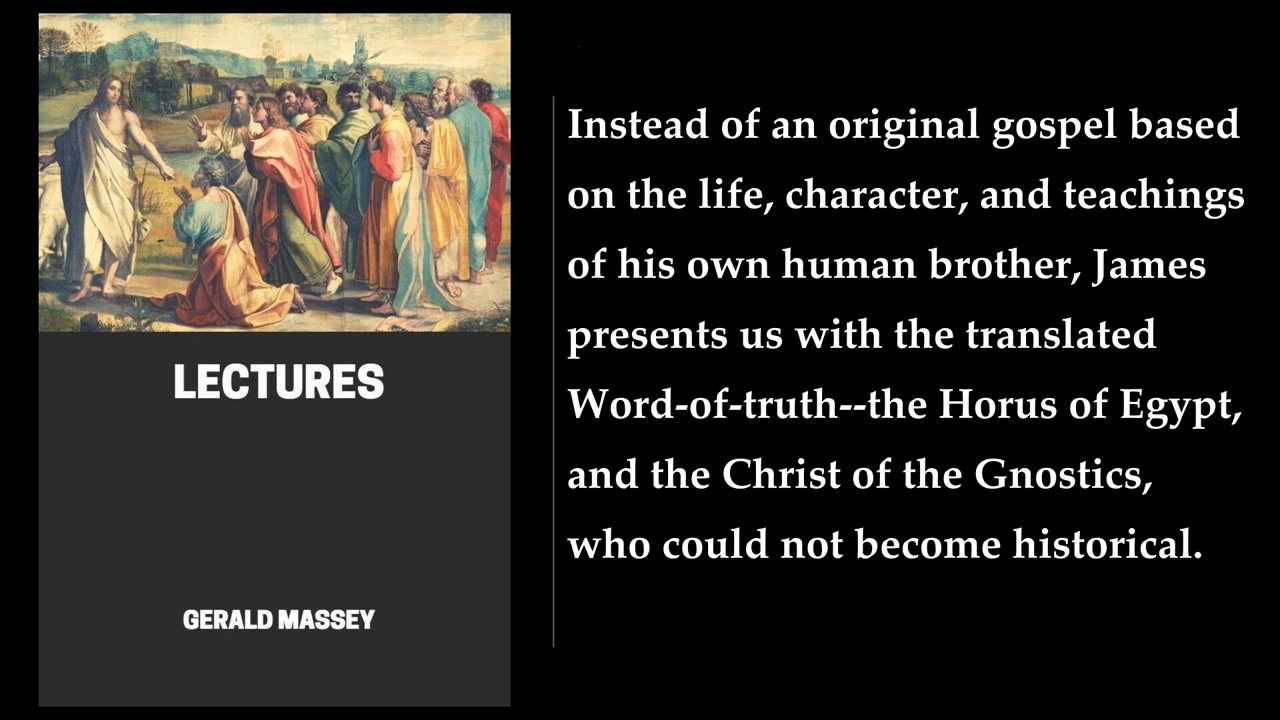 LECTURES
GERALD MASSEY
Instead of an original gospel based
on the life, character, and teachings
of his own human brother, James
presents us with the translated
Word-of-truth--the Horus of Egypt,
and the Christ of the Gnostics,
who could not become historical.